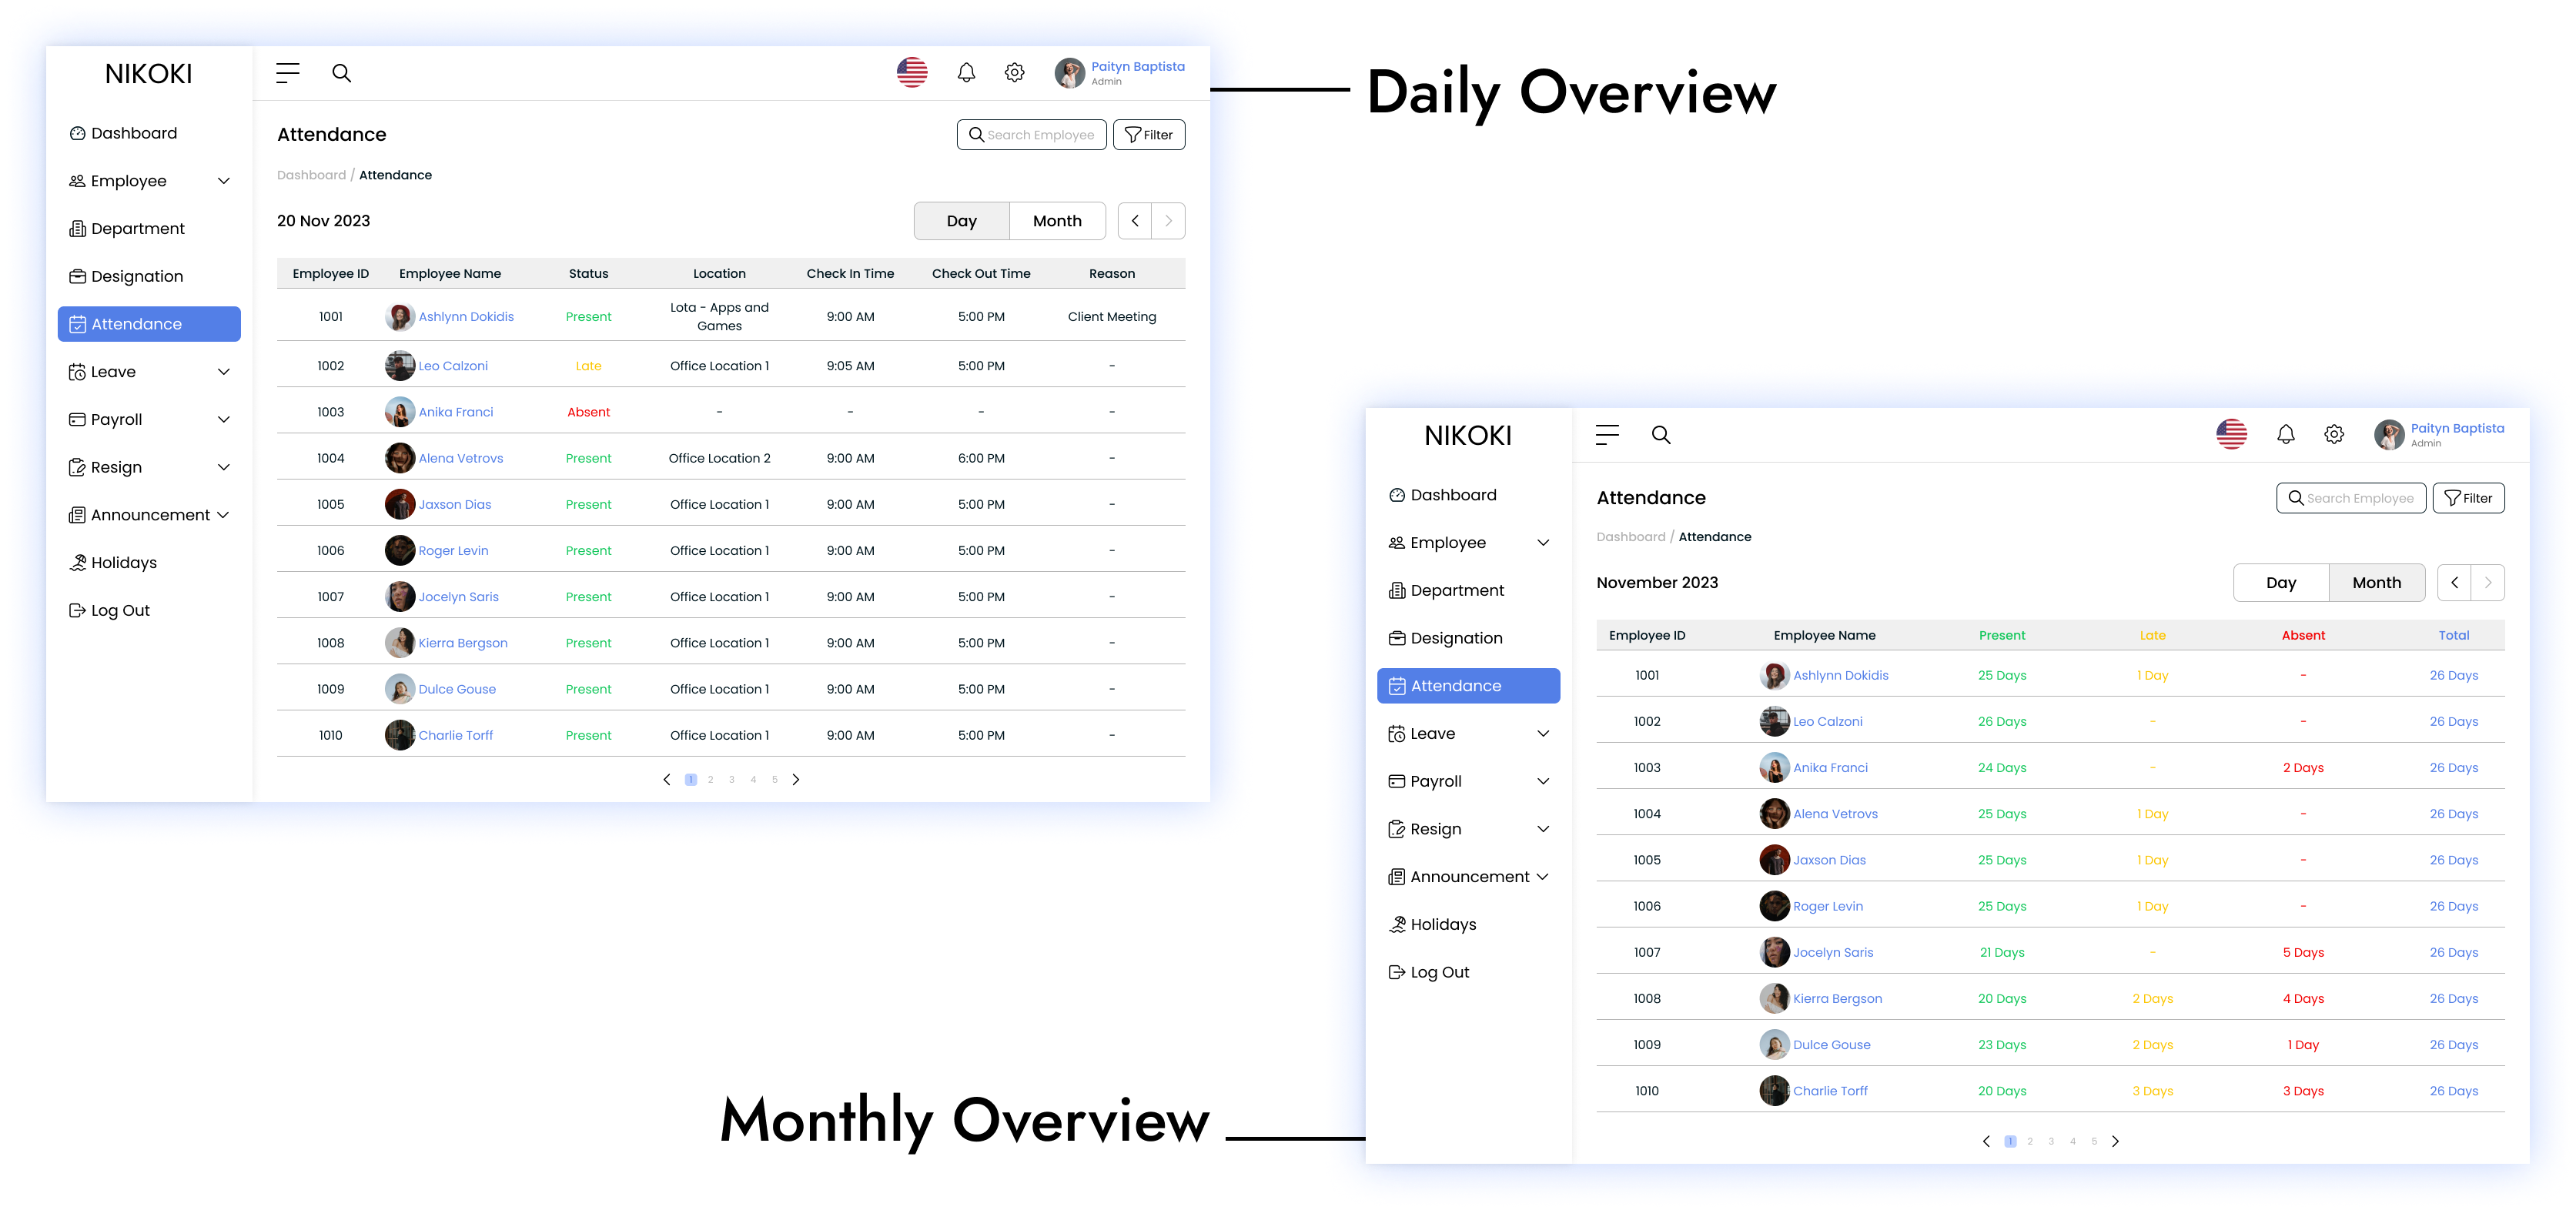 Daily Overview
NIKOKI
Dashboard
Employee
Department
Designation
Attendance
Leave
Payroll
Resign
Announcement
Holidays
Log Out
Paityn Baptista
Admin
Attendance
Search Employee
Filter
Dashboard / Attendance
20 Nov 2023
Day Month
Employee ID Employee Name Status Location Check In Time Check Out Time Reason
1001 Ashlynn Dokidis Present Lota - Apps and Games 9:00 AM 5:00 PM Client Meeting
1002 Leo Calzoni Late Office Location 1 9:05 AM 5:00 PM -
1003 Anika Franci Absent - - - -
1004 Alena Vetrovs Present Office Location 2 9:00 AM 6:00 PM -
1005 Jaxson Dias Present Office Location 1 9:00 AM 5:00 PM -
1006 Roger Levin Present Office Location 1 9:00 AM 5:00 PM -
1007 Jocelyn Saris Present Office Location 1 9:00 AM 5:00 PM -
1008 Kierra Bergson Present Office Location 1 9:00 AM 5:00 PM -
1009 Dulce Gouse Present Office Location 1 9:00 AM 5:00 PM -
1010 Charlie Torff Present Office Location 1 9:00 AM 5:00 PM -
1 2 3 4 5
Monthly Overview
NIKOKI
Dashboard
Employee
Department
Designation
Attendance
Leave
Payroll
Resign
Announcement
Holidays
Log Out
Paityn Baptista
Admin
Attendance
Search Employee
Filter
Dashboard / Attendance
November 2023
Day Month
Employee ID Employee Name Present Late Absent Total
1001 Ashlynn Dokidis 25 Days 1 Day - 26 Days
1002 Leo Calzoni 26 Days - - 26 Days
1003 Anika Franci 24 Days - 2 Days 26 Days
1004 Alena Vetrovs 25 Days 1 Day - 26 Days
1005 Jaxson Dias 25 Days 1 Day - 26 Days
1006 Roger Levin 25 Days 1 Day - 26 Days
1007 Jocelyn Saris 21 Days - 5 Days 26 Days
1008 Kierra Bergson 20 Days 2 Days 4 Days 26 Days
1009 Dulce Gouse 23 Days 2 Days 1 Day 26 Days
1010 Charlie Torff 20 Days 3 Days 3 Days 26 Days
1 2 3 4 5